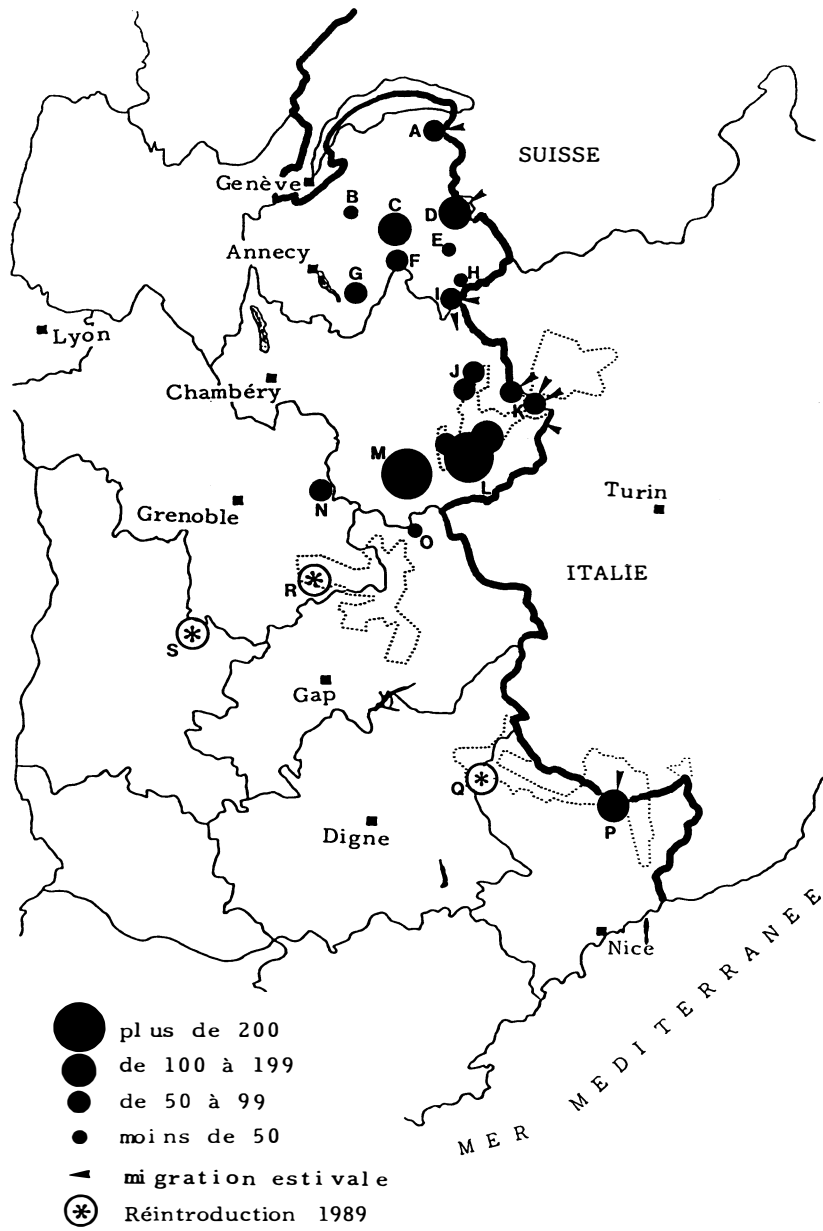 A
SUISSE
Genève
B
C
D
E
Annecy
F
G
H
I
Lyon
J
Chambéry
K
M
L
Turin
N
Grenoble
O
ITALIE
R
S
Gap
Q
P
Digne
Nice
MER MEDITERRANEE
plus de 200
de 100 à 199
de 50 à 99
moins de 50
migration estivale
Réintroduction 1989